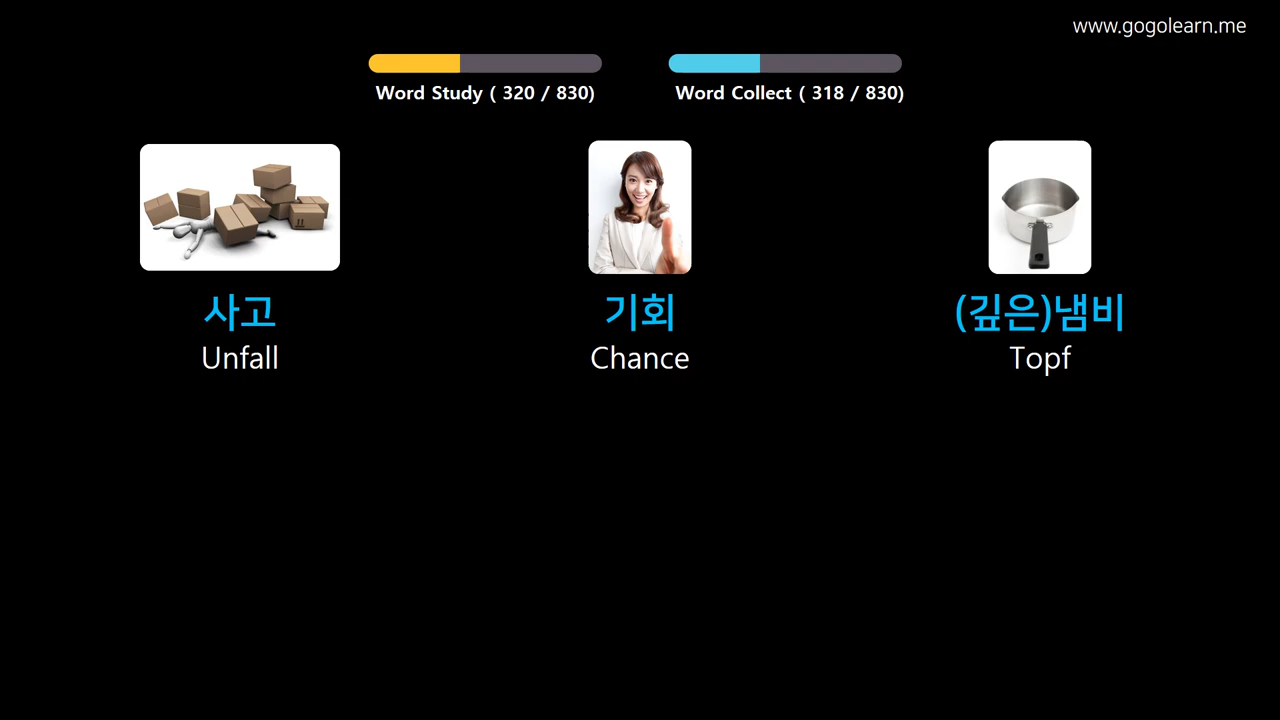 www.gogolearn.me
Word Study ( 320 / 830)
Word Collect ( 318 / 830)
사고
Unfall
기회
Chance
(깊은)냄비
Topf